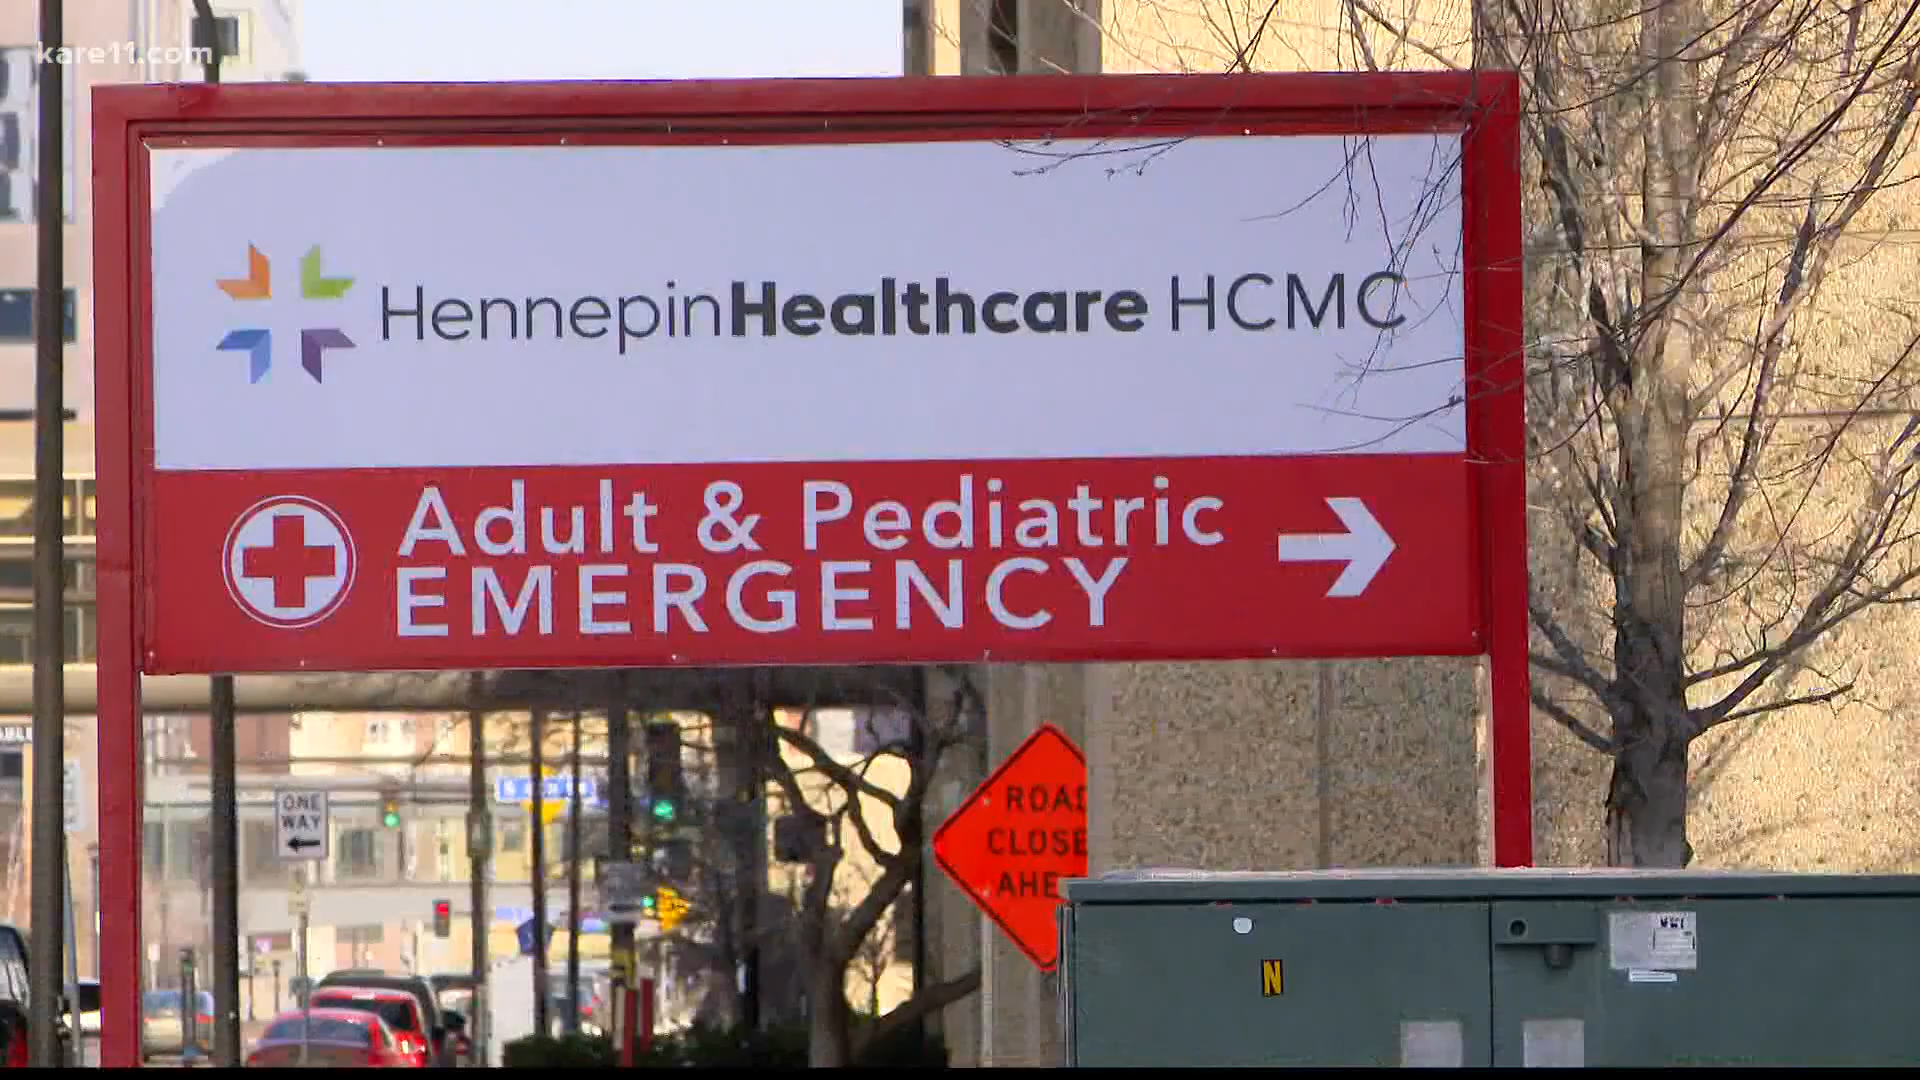 kare11.com
HennepinHealthcare HCMC
Adult & Pediatric
EMERGENCY
ONE
WAY
ROAD
CLOSE
AHE
N